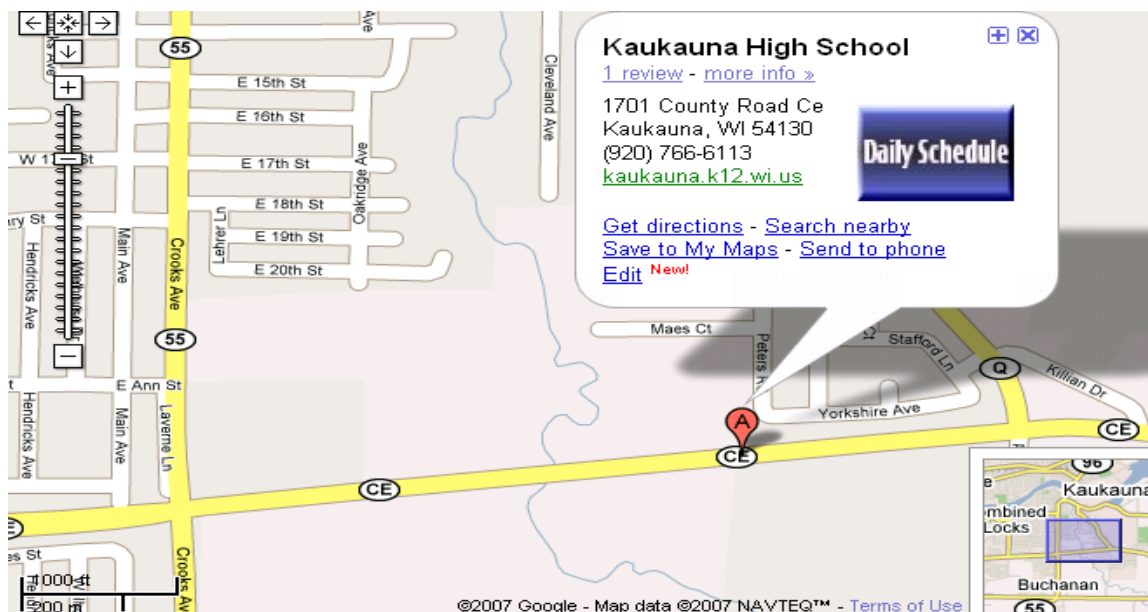 Kaukauna High School
1 review - more info »
1701 County Road Ce
Kaukauna, WI 54130
(920) 766-6113
kaukauna.k12.wi.us
Daily Schedule
Get directions - Search nearby
Save to My Maps - Send to phone
Edit New!
55
Ave
E 15th St
E 16th St
E 17th St
E 18th St
E 19th St
E 20th St
Oakridge Ave
Cleveland Ave
Lehrer Ln
Crooks Ave
Main Ave
Hendricks Ave
55
E Ann St
Hendricks Ave
Main Ave
Laverne Ln
Maes Ct
Stafford Ln
Q
Killian Dr
Yorkshire Ave
A
CE
CE
CE
Crooks
1000 ft
200 m
96
Kaukauna
Locks
Buchanan
55
©2007 Google - Map data ©2007 NAVTEQ™ - Terms of Use